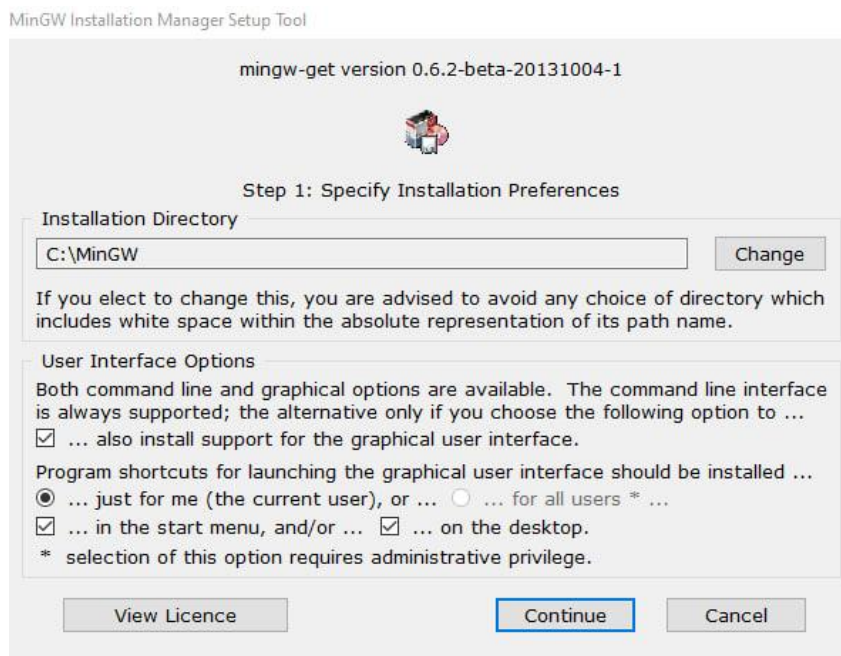 MinGW Installation Manager Setup Tool
mingw-get version 0.6.2-beta-20131004-1
Step 1: Specify Installation Preferences
Installation Directory
C:\MinGW
Change
If you elect to change this, you are advised to avoid any choice of directory which
includes white space within the absolute representation of its path name.
User Interface Options
Both command line and graphical options are available.  The command line interface
is always supported; the alternative only if you choose the following option to ...
... also install support for the graphical user interface.
Program shortcuts for launching the graphical user interface should be installed ...
... just for me (the current user), or ... ... for all users * ...
... in the start menu, and/or ... ... on the desktop.
* selection of this option requires administrative privilege.
View Licence Continue Cancel